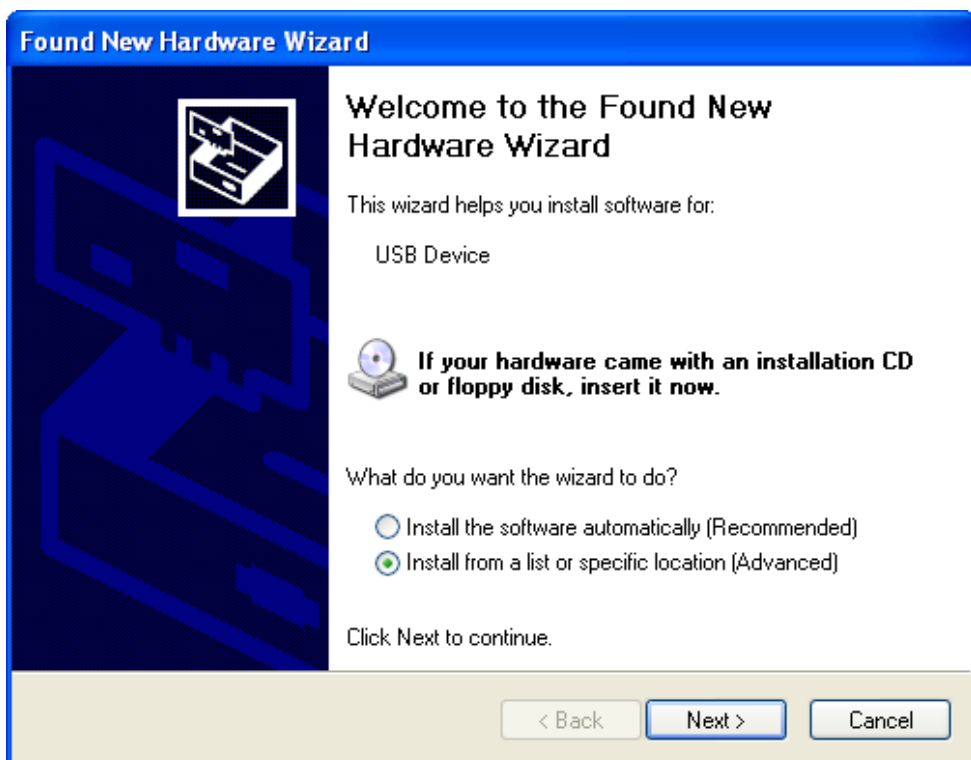 Found New Hardware Wizard
Welcome to the Found New
Hardware Wizard
This wizard helps you install software for:
USB Device
If your hardware came with an installation CD
or floppy disk, insert it now.
What do you want the wizard to do?
Install the software automatically (Recommended)
Install from a list or specific location (Advanced)
Click Next to continue.
< Back Next > Cancel